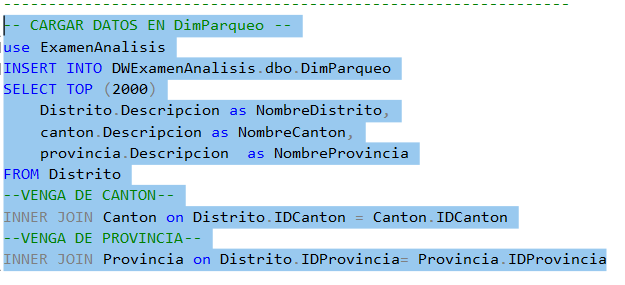 -- CARGAR DATOS EN DimParqueo --
use ExamenAnalisis
INSERT INTO DWExamenAnalisis.dbo.DimParqueo
SELECT TOP (2000)
Distrito.Descripcion as NombreDistrito,
canton.Descripcion as NombreCanton,
provincia.Descripcion  as NombreProvincia
FROM Distrito
--VENGA DE CANTON--
INNER JOIN Canton on Distrito.IDCanton = Canton.IDCanton
--VENGA DE PROVINCIA--
INNER JOIN Provincia on Distrito.IDProvincia= Provincia.IDProvincia